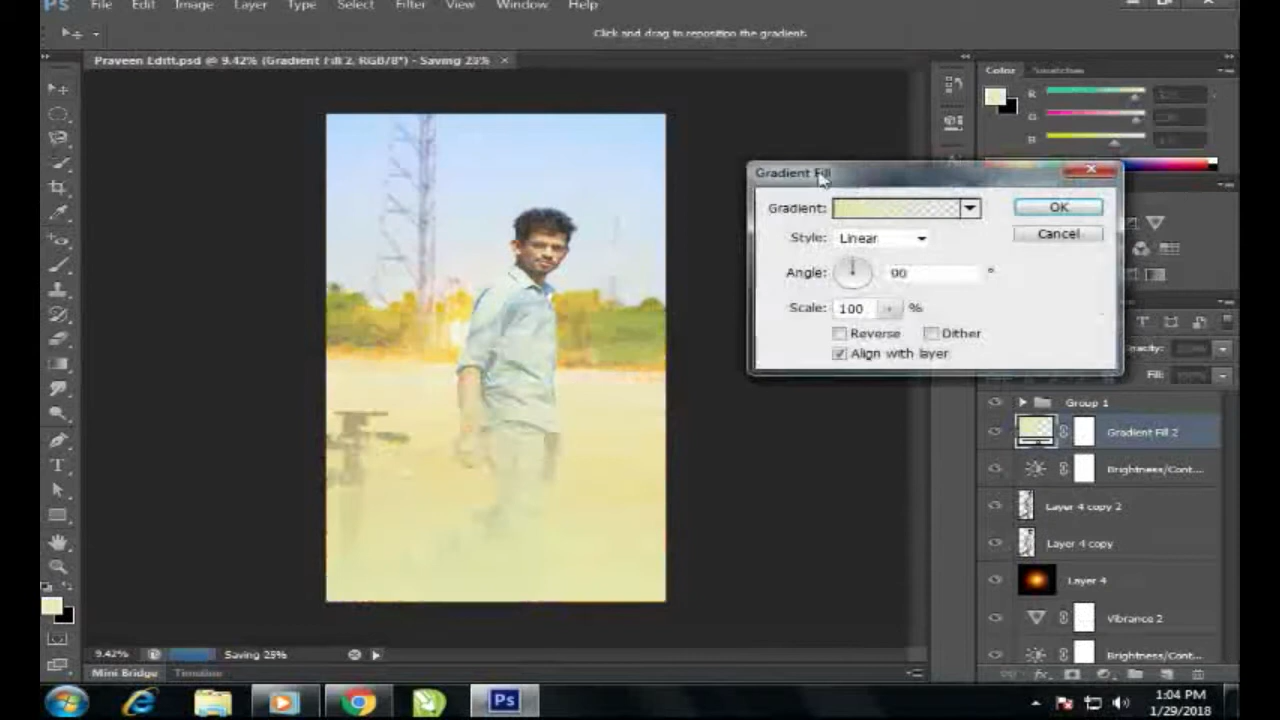 Ps File Edit Image Layer Type Select Filter View Window Help
Click and drag to reposition the gradient.
Praveen Editt.psd @ 9.42% (Gradient Fill 2, RGB/8*) - Saving 25% ×
Color Swatches
R
G
B
Gradient Fill
Gradient: OK
Style: Linear Cancel
Angle: 90 °
Scale: 100 %
Reverse Dither
Align with layer
Opacity:
Fill:
Group 1
Gradient Fill 2
Brightness/Cont...
Layer 4 copy 2
Layer 4 copy
Layer 4
Vibrance 2
Brightness/Cont...
9.42% Saving 25%
Mini Bridge Timeline
Ps
1:04 PM
1/29/2018